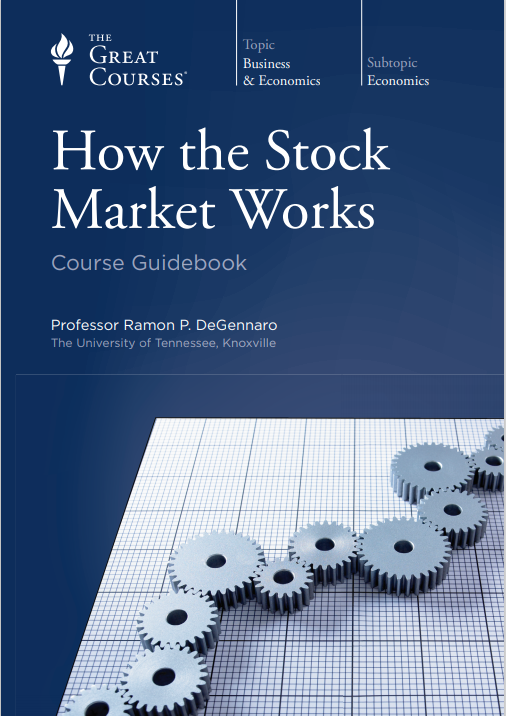 THE
GREAT
COURSES®
Topic
Business
& Economics
Subtopic
Economics
How the Stock
Market Works
Course Guidebook
Professor Ramon P. DeGennaro
The University of Tennessee, Knoxville